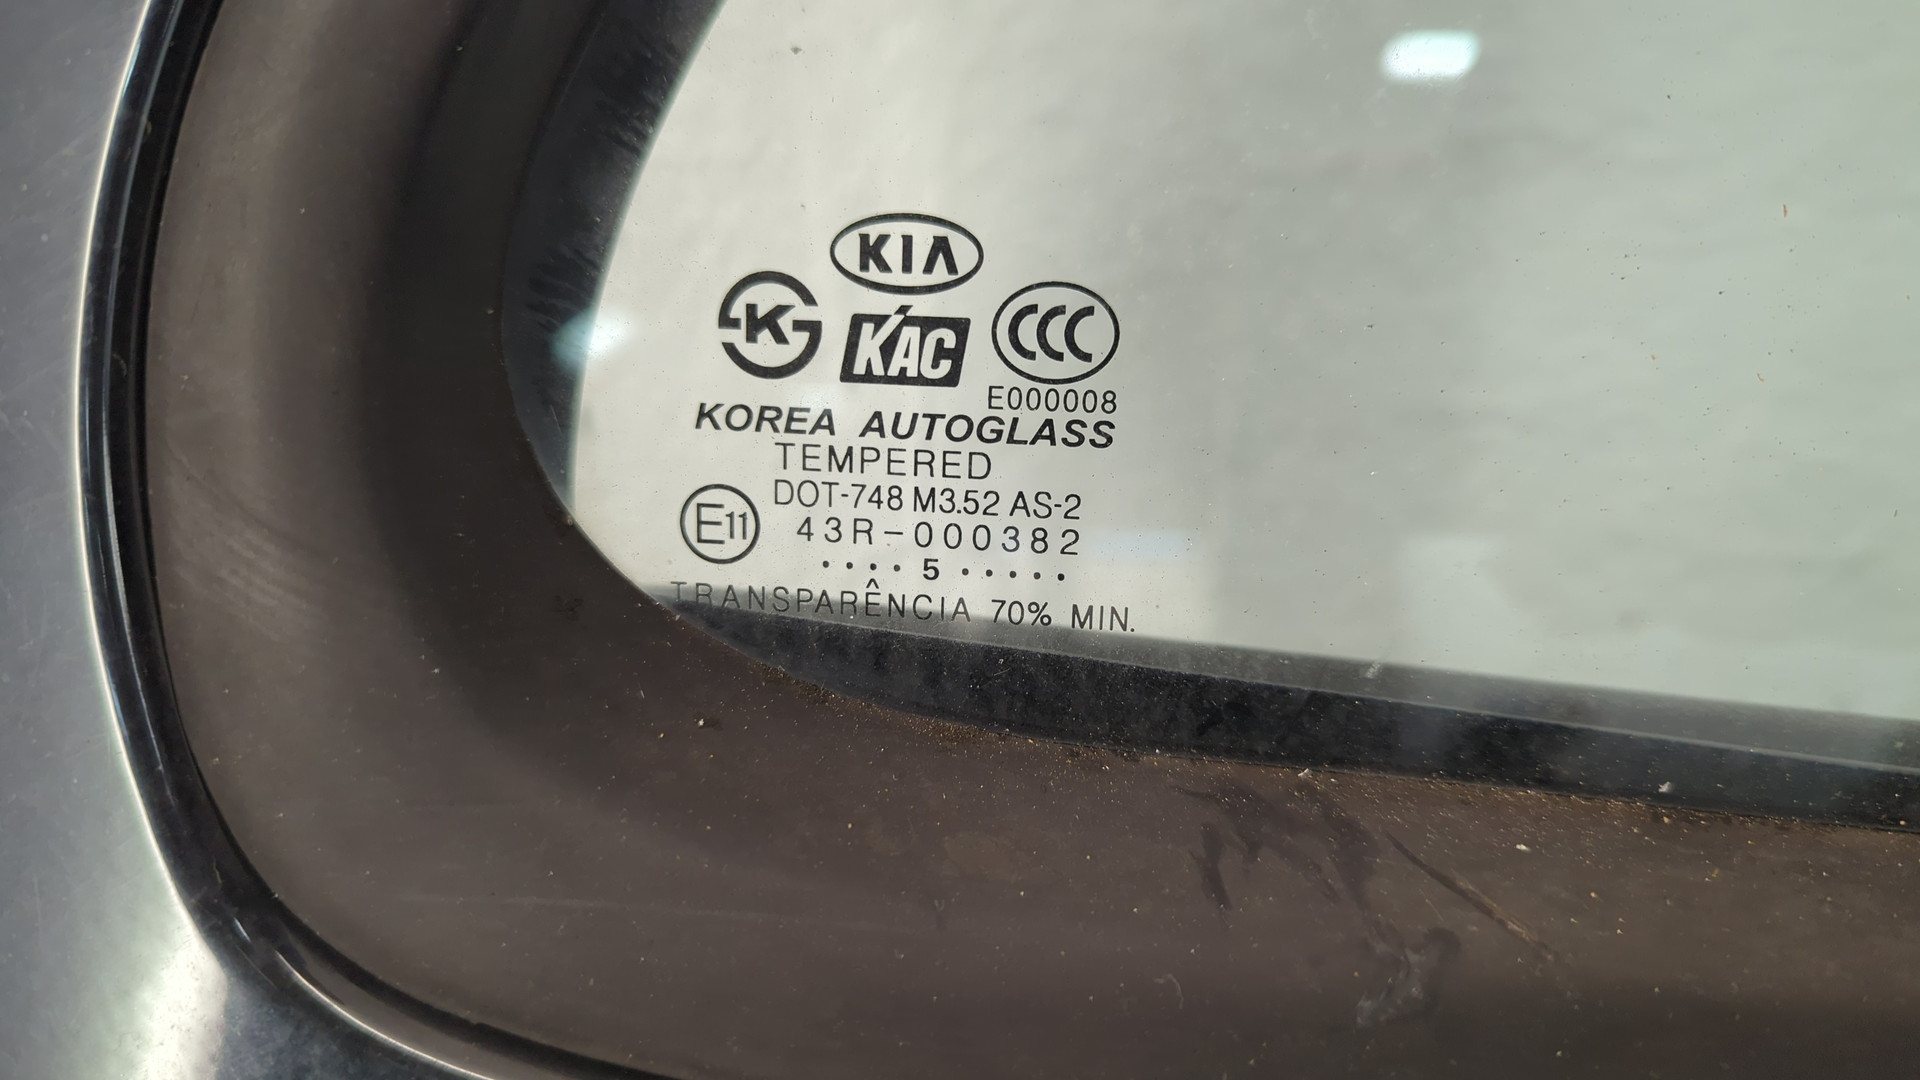 KIA
K
KAC
CCC
E000008
KOREA AUTOGLASS
TEMPERED
DOT-748 M3.52 AS-2
E11 43R-000382
.... 5 .....
TRANSPARÊNCIA 70% MIN.